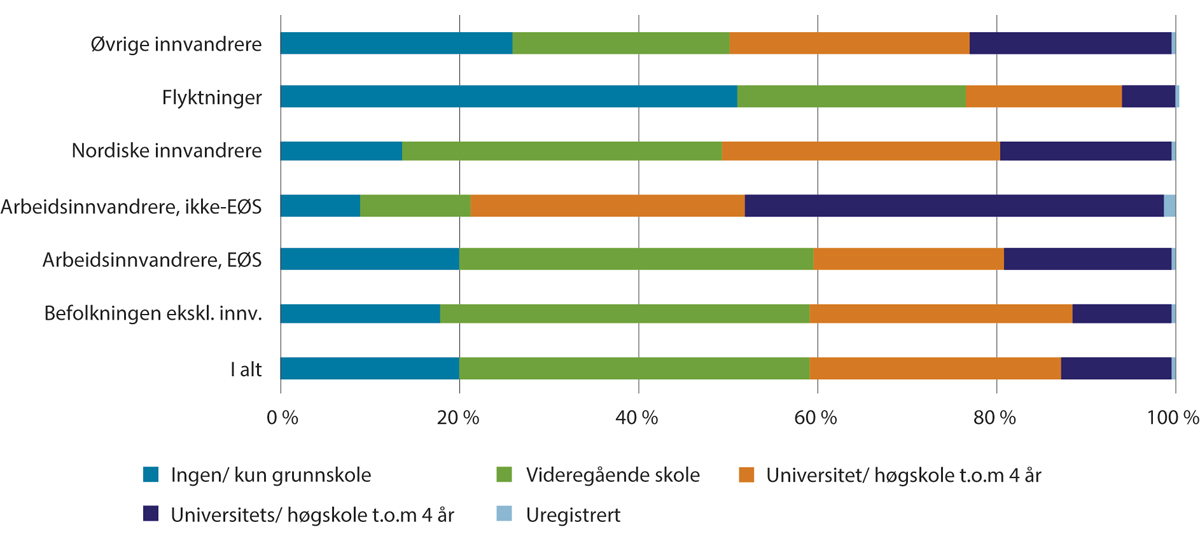 Øvrige innvandrere
Flyktninger
Nordiske innvandrere
Arbeidsinnvandrere, ikke-EØS
Arbeidsinnvandrere, EØS
Befolkningen ekskl. innv.
I alt
0 % 20 % 40 % 60 % 80 % 100 %
Ingen/ kun grunnskole Videregående skole Universitet/ høgskole t.o.m 4 år
Universitets/ høgskole t.o.m 4 år Uregistrert